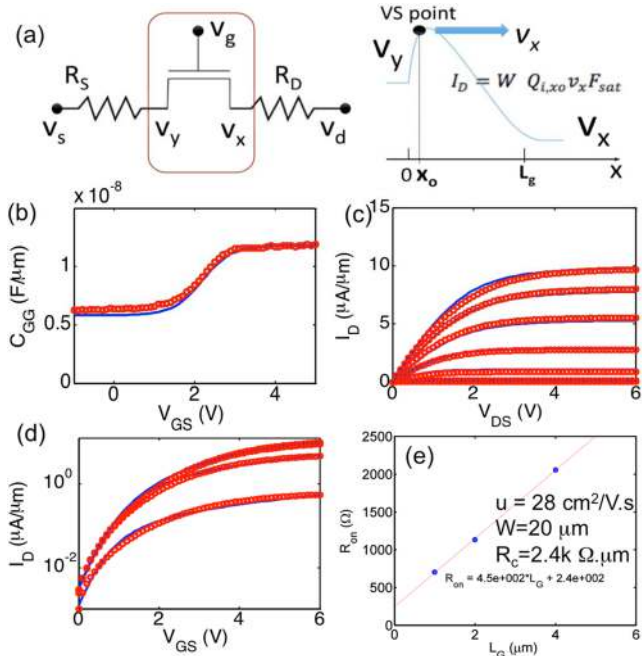 (a)
V_g
R_S
R_D
V_s
V_y
V_x
V_d
VS point
V_x
V_y
I_D = W Q_{i,xo} v_x F_{sat}
V_x
0
x_o
L_g
x
(b)
x 10^-8
C_GG (F/μm)
1
0.5
0
0
2
4
V_GS (V)
(c)
I_D (μA/μm)
15
10
5
0
0
2
4
6
V_DS (V)
(d)
I_D (μA/μm)
10^0
10^-2
0
2
4
6
V_GS (V)
(e)
R_on (Ω)
2500
2000
1500
1000
500
0
u = 28 cm²/V.s
W=20 μm
R_c=2.4k Ω.μm
R_on = 4.5e+002*L_G + 2.4e+002
0
2
4
6
L_G (μm)